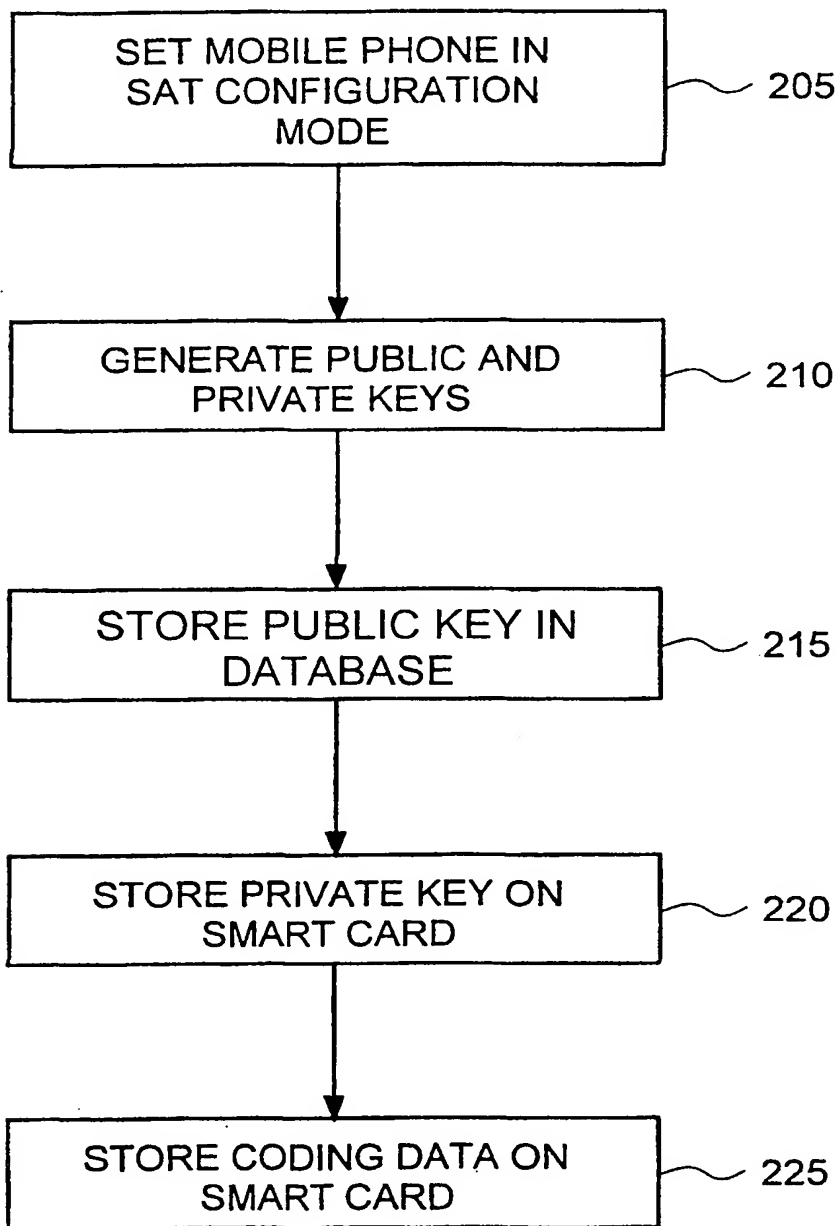 SET MOBILE PHONE IN
SAT CONFIGURATION
MODE
205
GENERATE PUBLIC AND
PRIVATE KEYS
210
STORE PUBLIC KEY IN
DATABASE
215
STORE PRIVATE KEY ON
SMART CARD
220
STORE CODING DATA ON
SMART CARD
225